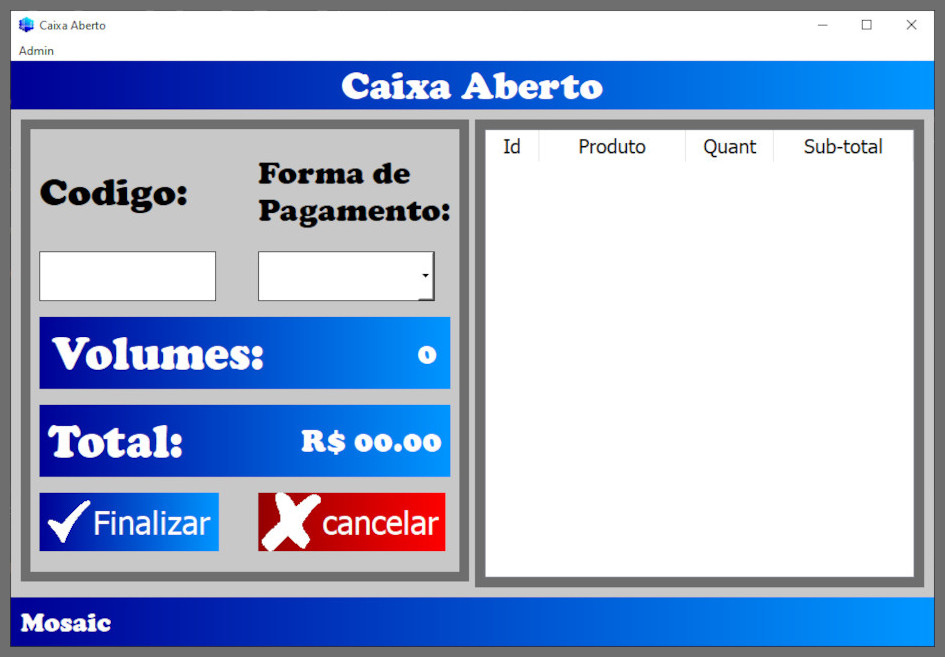 Caixa Aberto
Admin
Caixa Aberto
Codigo:
Forma de
Pagamento:
Volumes: 0
Total: R$ 00.00
Finalizar
cancelar
Id Produto Quant Sub-total
Mosaic